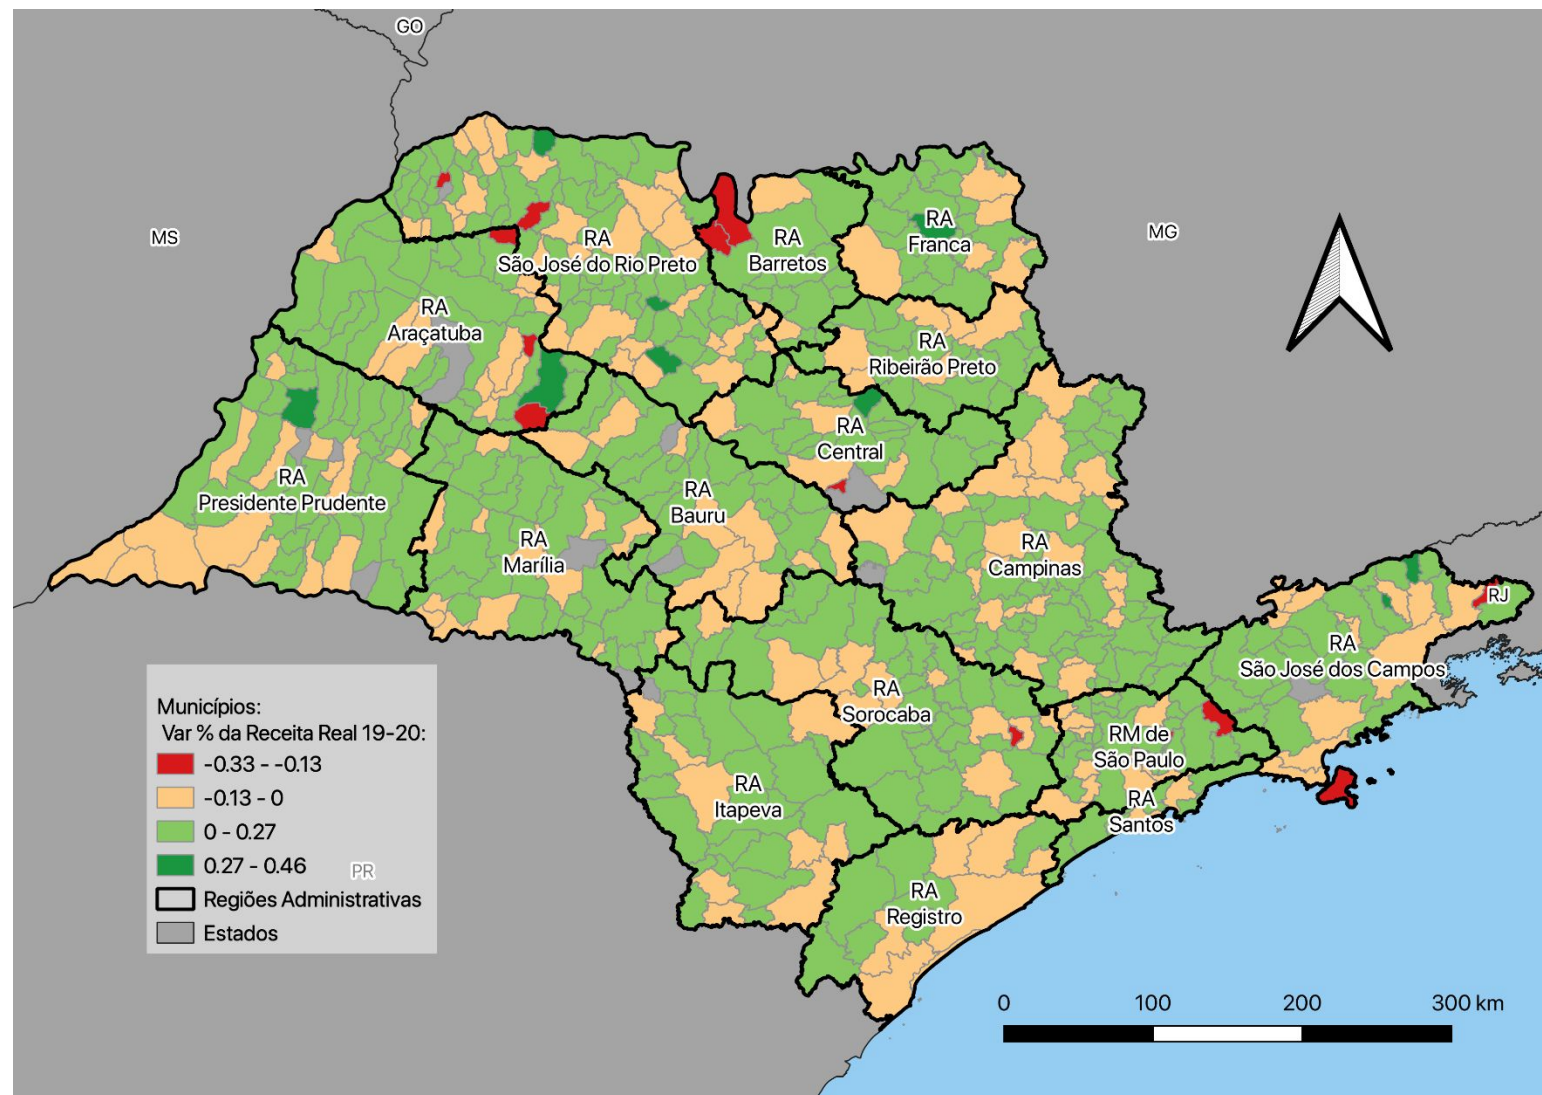 GO
MS
MG
RA
Franca
RA
São José do Rio Preto
RA
Barretos
RA
Araçatuba
RA
Ribeirão Preto
RA
Central
RA
Presidente Prudente
RA
Bauru
RA
Marília
RA
Campinas
RJ
RA
São José dos Campos
RA
Sorocaba
RM de
São Paulo
RA
Itapeva
RA
Santos
RA
Registro
PR
Municípios:
Var % da Receita Real 19-20:
-0.33 - -0.13
-0.13 - 0
0 - 0.27
0.27 - 0.46
Regiões Administrativas
Estados
0 100 200 300 km